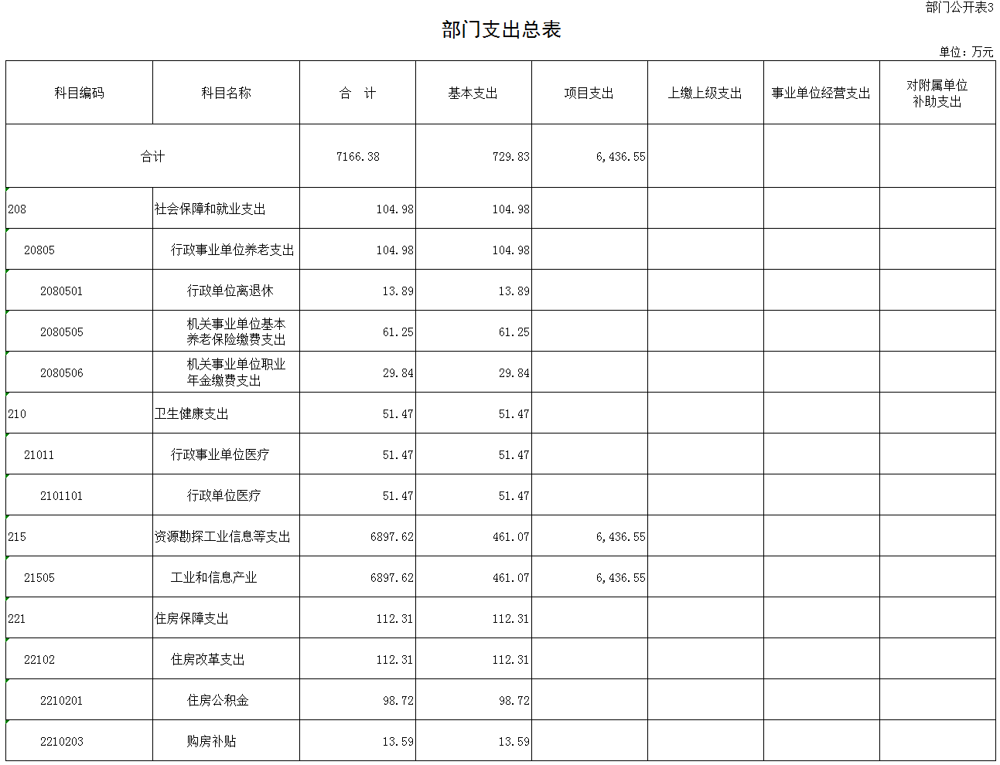 部门公开表3
部门支出总表
单位：万元
科目编码 科目名称 合 计 基本支出 项目支出 上缴上级支出 事业单位经营支出 对附属单位
补助支出
合计 7166.38 729.83 6,436.55
208 社会保障和就业支出 104.98 104.98
20805 行政事业单位养老支出 104.98 104.98
2080501 行政单位离退休 13.89 13.89
2080505 机关事业单位基本
养老保险缴费支出 61.25 61.25
2080506 机关事业单位职业
年金缴费支出 29.84 29.84
210 卫生健康支出 51.47 51.47
21011 行政事业单位医疗 51.47 51.47
2101101 行政单位医疗 51.47 51.47
215 资源勘探工业信息等支出 6897.62 461.07 6,436.55
21505 工业和信息产业 6897.62 461.07 6,436.55
221 住房保障支出 112.31 112.31
22102 住房改革支出 112.31 112.31
2210201 住房公积金 98.72 98.72
2210203 购房补贴 13.59 13.59